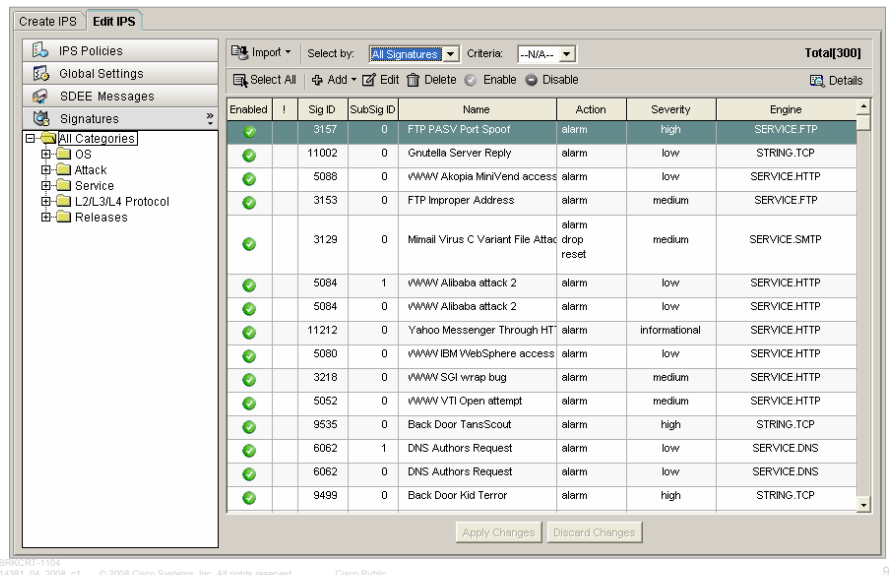 Create IPS Edit IPS
IPS Policies
Global Settings
SDEE Messages
Signatures
All Categories
OS
Attack
Service
L2/L3/L4 Protocol
Releases
Import Select by: All Signatures Criteria: --N/A-- Total[300]
Select All Add Edit Delete Enable Disable Details
Enabled ! Sig ID SubSig ID Name Action Severity Engine
3157 0 FTP PASV Port Spoof alarm high SERVICE.FTP
11002 0 Gnutella Server Reply alarm low STRING.TCP
5088 0 WWW Akopia MiniVend access alarm low SERVICE.HTTP
3153 0 FTP Improper Address alarm medium SERVICE.FTP
3129 0 Mimail Virus C Variant File Attac alarm drop reset medium SERVICE.SMTP
5084 1 WWW Alibaba attack 2 alarm low SERVICE.HTTP
5084 0 WWW Alibaba attack 2 alarm low SERVICE.HTTP
11212 0 Yahoo Messenger Through HT alarm informational SERVICE.HTTP
5080 0 WWW IBM WebSphere access alarm low SERVICE.HTTP
3218 0 WWW SGI wrap bug alarm medium SERVICE.HTTP
5052 0 WWW VTI Open attempt alarm medium SERVICE.HTTP
9535 0 Back Door TansScout alarm high STRING.TCP
6062 1 DNS Authors Request alarm low SERVICE.DNS
6062 0 DNS Authors Request alarm low SERVICE.DNS
9499 0 Back Door Kid Terror alarm high STRING.TCP
Apply Changes Discard Changes
BRKCRT-1104
14381_04_2008_c1 © 2008 Cisco Systems, Inc. All rights reserved. Cisco Public 9